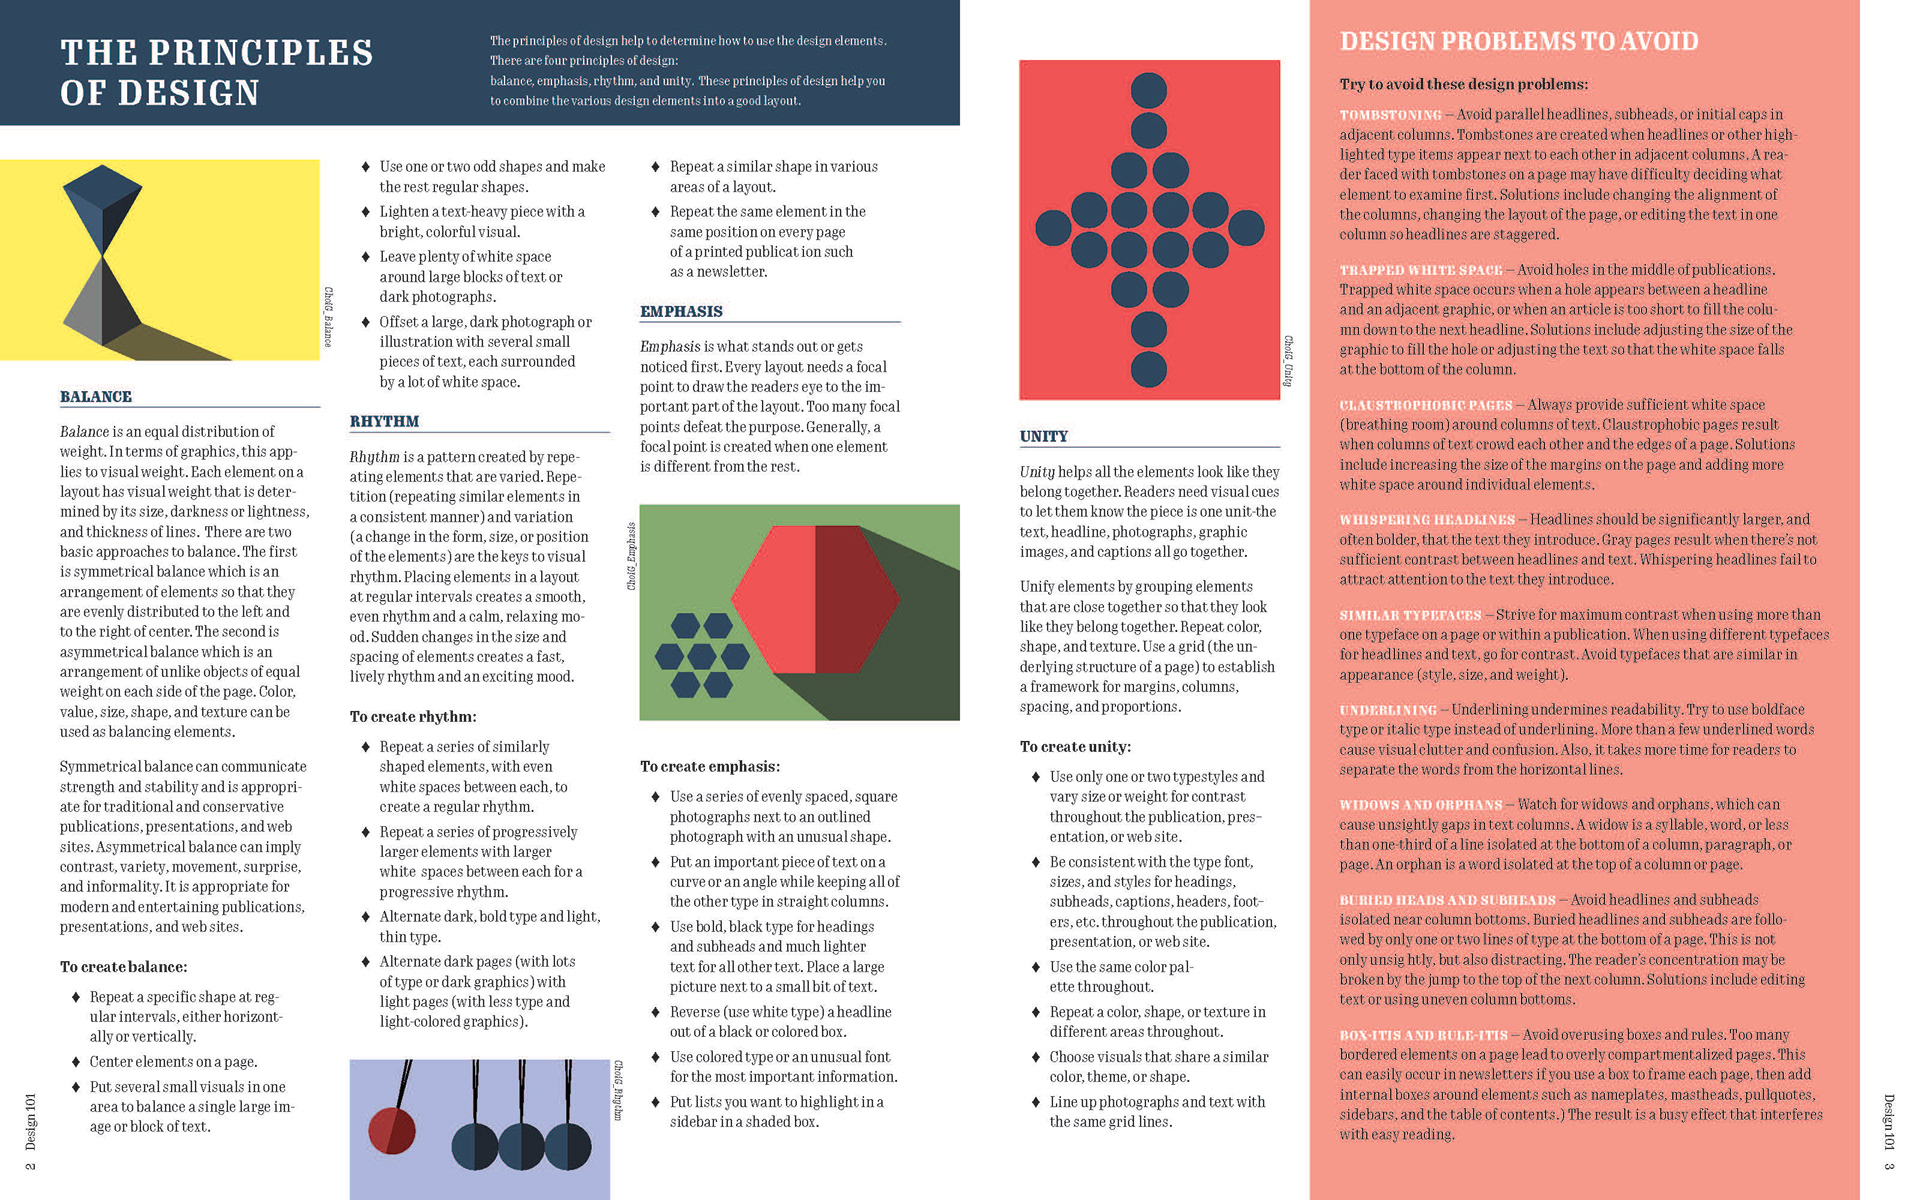 THE PRINCIPLES
OF DESIGN
The principles of design help to determine how to use the design elements.
There are four principles of design:
balance, emphasis, rhythm, and unity. These principles of design help you
to combine the various design elements into a good layout.
CholG_Balance
BALANCE
Balance is an equal distribution of
weight. In terms of graphics, this app-
lies to visual weight. Each element on a
layout has visual weight that is deter-
mined by its size, darkness or lightness,
and thickness of lines. There are two
basic approaches to balance. The first
is symmetrical balance which is an
arrangement of elements so that they
are evenly distributed to the left and
to the right of center. The second is
asymmetrical balance which is an
arrangement of unlike objects of equal
weight on each side of the page. Color,
value, size, shape, and texture can be
used as balancing elements.
Symmetrical balance can communicate
strength and stability and is appropri-
ate for traditional and conservative
publications, presentations, and web
sites. Asymmetrical balance can imply
contrast, variety, movement, surprise,
and informality. It is appropriate for
modern and entertaining publications,
presentations, and web sites.
To create balance:
♦ Repeat a specific shape at reg-
ular intervals, either horizont-
ally or vertically.
♦ Center elements on a page.
♦ Put several small visuals in one
area to balance a single large im-
age or block of text.
♦ Use one or two odd shapes and make
the rest regular shapes.
♦ Lighten a text-heavy piece with a
bright, colorful visual.
♦ Leave plenty of white space
around large blocks of text or
dark photographs.
♦ Offset a large, dark photograph or
illustration with several small
pieces of text, each surrounded
by a lot of white space.
RHYTHM
Rhythm is a pattern created by repe-
ating elements that are varied. Repe-
tition (repeating similar elements in
a consistent manner) and variation
(a change in the form, size, or position
of the elements) are the keys to visual
rhythm. Placing elements in a layout
at regular intervals creates a smooth,
even rhythm and a calm, relaxing mo-
od. Sudden changes in the size and
spacing of elements creates a fast,
lively rhythm and an exciting mood.
To create rhythm:
♦ Repeat a series of similarly
shaped elements, with even
white spaces between each, to
create a regular rhythm.
♦ Repeat a series of progressively
larger elements with larger
white spaces between each for a
progressive rhythm.
♦ Alternate dark, bold type and light,
thin type.
♦ Alternate dark pages (with lots
of type or dark graphics) with
light pages (with less type and
light-colored graphics).
CholG_Rhythm
♦ Repeat a similar shape in various
areas of a layout.
♦ Repeat the same element in the
same position on every page
of a printed publicat ion such
as a newsletter.
EMPHASIS
Emphasis is what stands out or gets
noticed first. Every layout needs a focal
point to draw the readers eye to the im-
portant part of the layout. Too many focal
points defeat the purpose. Generally, a
focal point is created when one element
is different from the rest.
CholG_Emphasis
To create emphasis:
♦ Use a series of evenly spaced, square
photographs next to an outlined
photograph with an unusual shape.
♦ Put an important piece of text on a
curve or an angle while keeping all of
the other type in straight columns.
♦ Use bold, black type for headings
and subheads and much lighter
text for all other text. Place a large
picture next to a small bit of text.
♦ Reverse (use white type) a headline
out of a black or colored box.
♦ Use colored type or an unusual font
for the most important information.
♦ Put lists you want to highlight in a
sidebar in a shaded box.
2 Design 101
CholG_Unity
UNITY
Unity helps all the elements look like they
belong together. Readers need visual cues
to let them know the piece is one unit-the
text, headline, photographs, graphic
images, and captions all go together.
Unify elements by grouping elements
that are close together so that they look
like they belong together. Repeat color,
shape, and texture. Use a grid (the un-
derlying structure of a page) to establish
a framework for margins, columns,
spacing, and proportions.
To create unity:
♦ Use only one or two typestyles and
vary size or weight for contrast
throughout the publication, pres-
entation, or web site.
♦ Be consistent with the type font,
sizes, and styles for headings,
subheads, captions, headers, foot-
ers, etc. throughout the publication,
presentation, or web site.
♦ Use the same color pal-
ette throughout.
♦ Repeat a color, shape, or texture in
different areas throughout.
♦ Choose visuals that share a similar
color, theme, or shape.
♦ Line up photographs and text with
the same grid lines.
DESIGN PROBLEMS TO AVOID
Try to avoid these design problems:
TOMBSTONING – Avoid parallel headlines, subheads, or initial caps in
adjacent columns. Tombstones are created when headlines or other high-
lighted type items appear next to each other in adjacent columns. A rea-
der faced with tombstones on a page may have difficulty deciding what
element to examine first. Solutions include changing the alignment of
the columns, changing the layout of the page, or editing the text in one
column so headlines are staggered.
TRAPPED WHITE SPACE – Avoid holes in the middle of publications.
Trapped white space occurs when a hole appears between a headline
and an adjacent graphic, or when an article is too short to fill the colu-
mn down to the next headline. Solutions include adjusting the size of the
graphic to fill the hole or adjusting the text so that the white space falls
at the bottom of the column.
CLAUSTROPHOBIC PAGES – Always provide sufficient white space
(breathing room) around columns of text. Claustrophobic pages result
when columns of text crowd each other and the edges of a page. Solutions
include increasing the size of the margins on the page and adding more
white space around individual elements.
WHISPERING HEADLINES – Headlines should be significantly larger, and
often bolder, that the text they introduce. Gray pages result when there's not
sufficient contrast between headlines and text. Whispering headlines fail to
attract attention to the text they introduce.
SIMILAR TYPEFACES – Strive for maximum contrast when using more than
one typeface on a page or within a publication. When using different typefaces
for headlines and text, go for contrast. Avoid typefaces that are similar in
appearance (style, size, and weight).
UNDERLINING – Underlining undermines readability. Try to use boldface
type or italic type instead of underlining. More than a few underlined words
cause visual clutter and confusion. Also, it takes more time for readers to
separate the words from the horizontal lines.
WIDOWS AND ORPHANS – Watch for widows and orphans, which can
cause unsightly gaps in text columns. A widow is a syllable, word, or less
than one-third of a line isolated at the bottom of a column, paragraph, or
page. An orphan is a word isolated at the top of a column or page.
BURIED HEADS AND SUBHEADS – Avoid headlines and subheads
isolated near column bottoms. Buried headlines and subheads are follo-
wed by only one or two lines of type at the bottom of a page. This is not
only unsig htly, but also distracting. The reader's concentration may be
broken by the jump to the top of the next column. Solutions include editing
text or using uneven column bottoms.
BOX-ITIS AND RULE-ITIS – Avoid overusing boxes and rules. Too many
bordered elements on a page lead to overly compartmentalized pages. This
can easily occur in newsletters if you use a box to frame each page, then add
internal boxes around elements such as nameplates, mastheads, pullquotes,
sidebars, and the table of contents.) The result is a busy effect that interferes
with easy reading.
Design 101 3